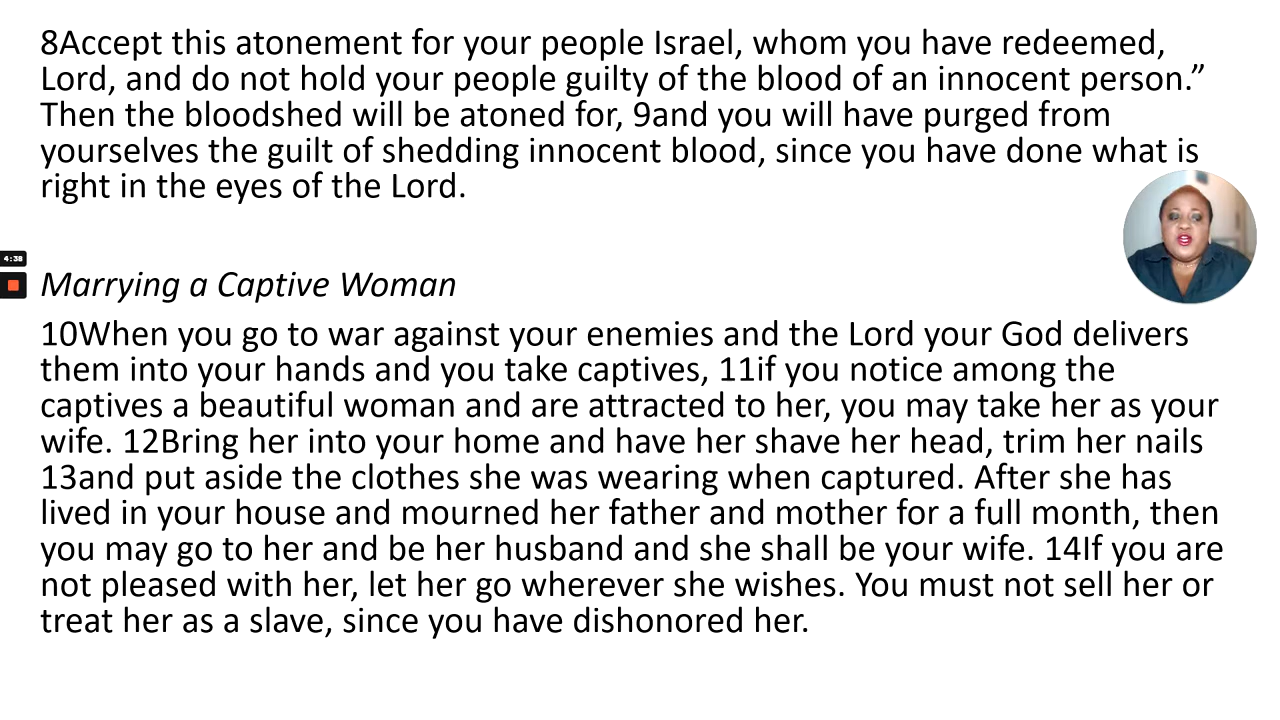 8Accept this atonement for your people Israel, whom you have redeemed,
Lord, and do not hold your people guilty of the blood of an innocent person.”
Then the bloodshed will be atoned for, 9and you will have purged from
yourselves the guilt of shedding innocent blood, since you have done what is
right in the eyes of the Lord.
4:38
Marrying a Captive Woman
10When you go to war against your enemies and the Lord your God delivers
them into your hands and you take captives, 11if you notice among the
captives a beautiful woman and are attracted to her, you may take her as your
wife. 12Bring her into your home and have her shave her head, trim her nails
13and put aside the clothes she was wearing when captured. After she has
lived in your house and mourned her father and mother for a full month, then
you may go to her and be her husband and she shall be your wife. 14If you are
not pleased with her, let her go wherever she wishes. You must not sell her or
treat her as a slave, since you have dishonored her.